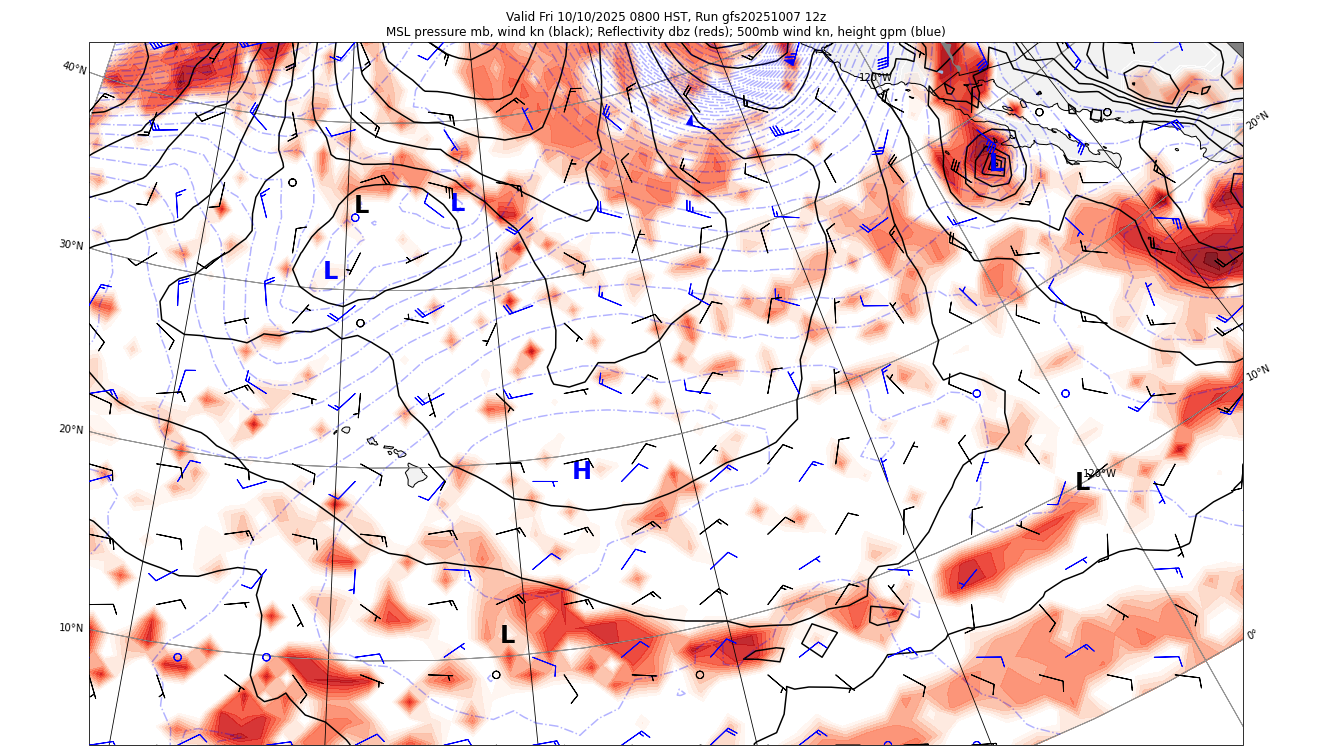 Valid Fri 10/10/2025 0800 HST, Run gfs20251007 12z
MSL pressure mb, wind kn (black); Reflectivity dbz (reds); 500mb wind kn, height gpm (blue)
40°N
120°W
20°N
L
L
L
30°N
L
10°N
20°N
H
L
120°W
10°N
L
0°